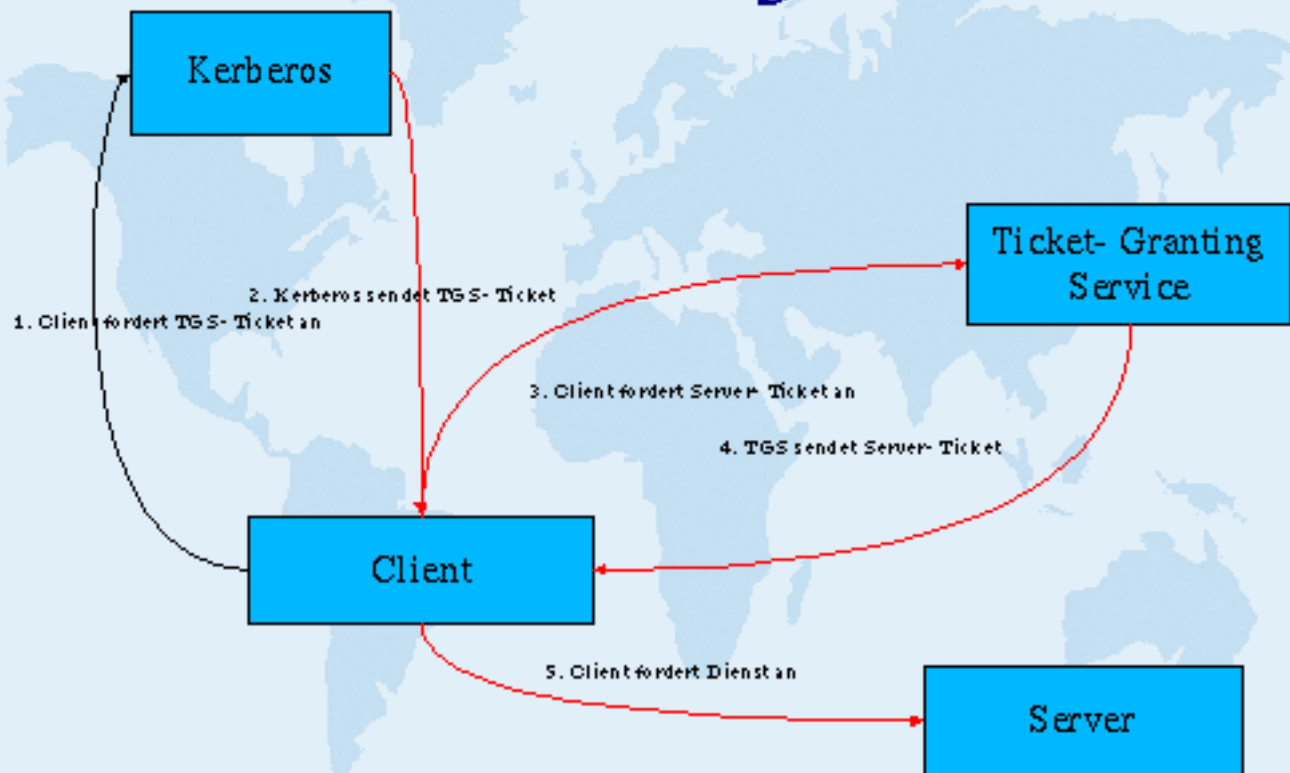 Kerberos
Ticket- Granting
Service
2. Kerberos sendet TGS- Ticket
1. Client fordert TGS- Ticket an
3. Client fordert Server- Ticket an
4. TGS sendet Server- Ticket
Client
5. Client fordert Dienst an
Server